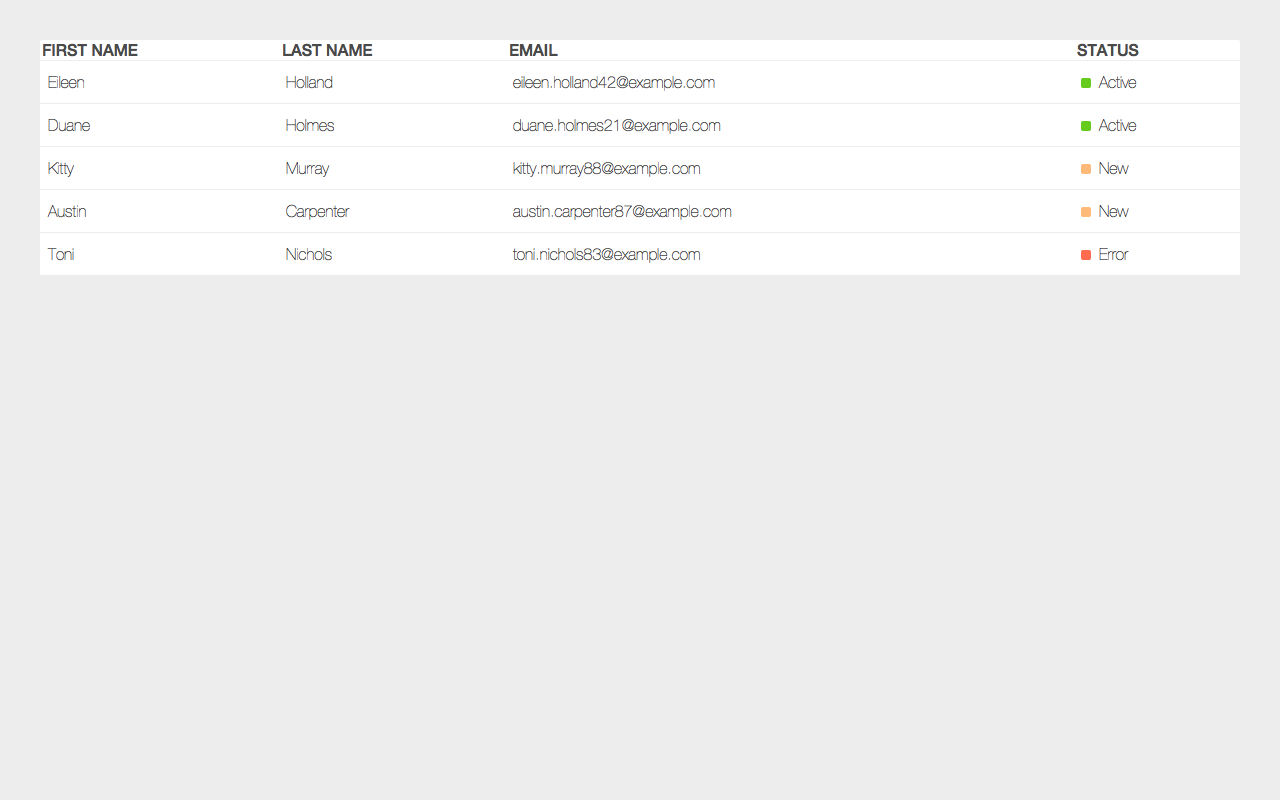 FIRST NAME LAST NAME EMAIL STATUS
Eileen Holland eileen.holland42@example.com Active
Duane Holmes duane.holmes21@example.com Active
Kitty Murray kitty.murray88@example.com New
Austin Carpenter austin.carpenter87@example.com New
Toni Nichols toni.nichols83@example.com Error